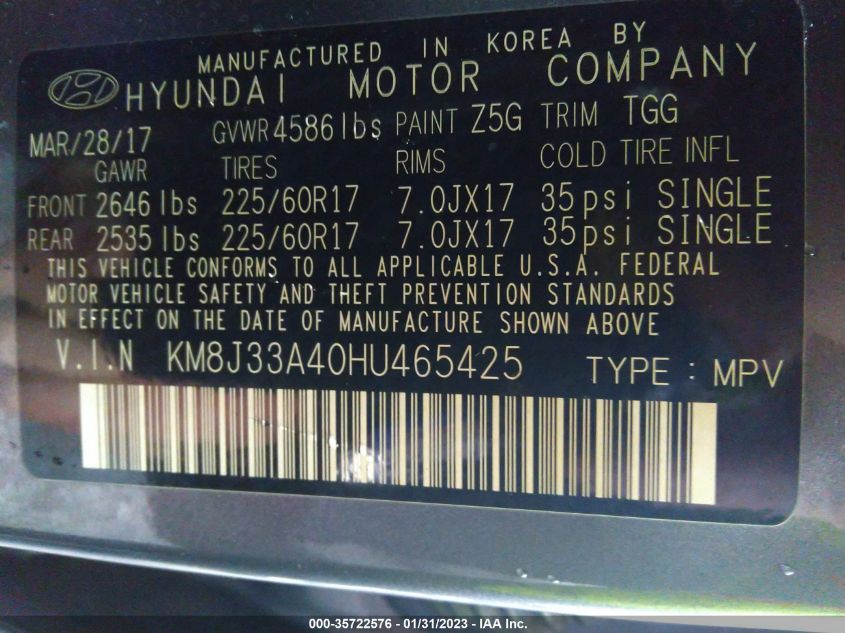 MANUFACTURED IN KOREA BY
HYUNDAI MOTOR COMPANY
MAR/28/17 GVWR 4586 lbs PAINT Z5G TRIM TGG
GAWR TIRES RIMS COLD TIRE INFL
FRONT 2646 lbs 225/60R17 7.0JX17 35psi SINGLE
REAR 2535 lbs 225/60R17 7.0JX17 35psi SINGLE
THIS VEHICLE CONFORMS TO ALL APPLICABLE U.S.A. FEDERAL
MOTOR VEHICLE SAFETY AND THEFT PREVENTION STANDARDS
IN EFFECT ON THE DATE OF MANUFACTURE SHOWN ABOVE
V.I.N KM8J33A40HU465425 TYPE : MPV
000-35722576 - 01/31/2023 - IAA Inc.